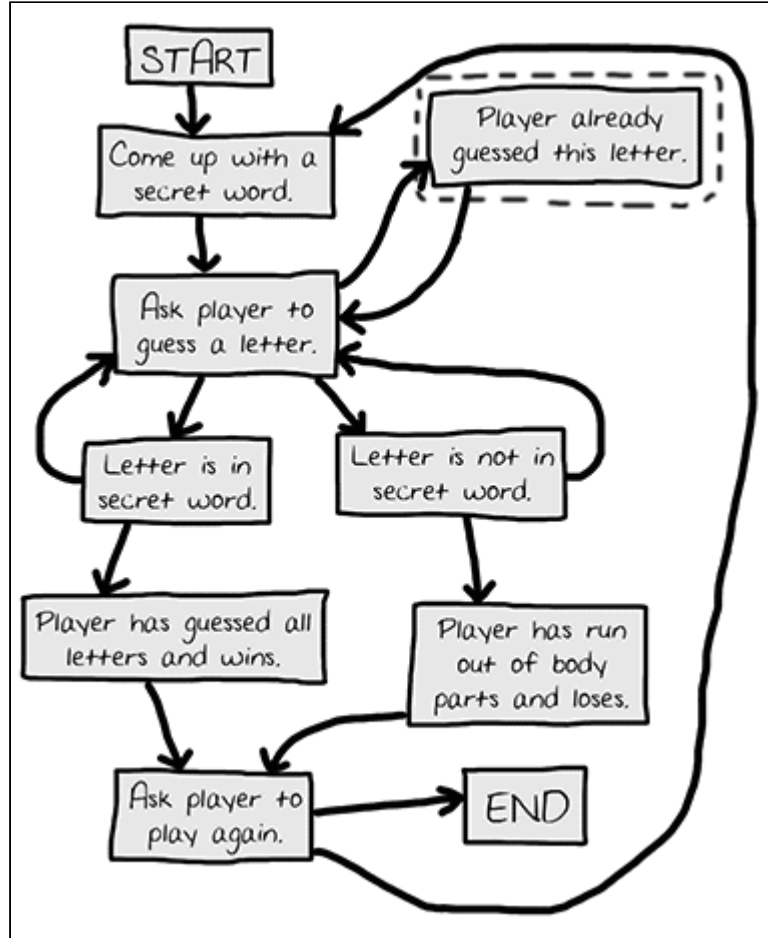 START
Come up with a
secret word.
Player already
guessed this letter.
Ask player to
guess a letter.
Letter is in
secret word.
Letter is not in
secret word.
Player has guessed all
letters and wins.
Player has run
out of body
parts and loses.
Ask player to
play again.
END